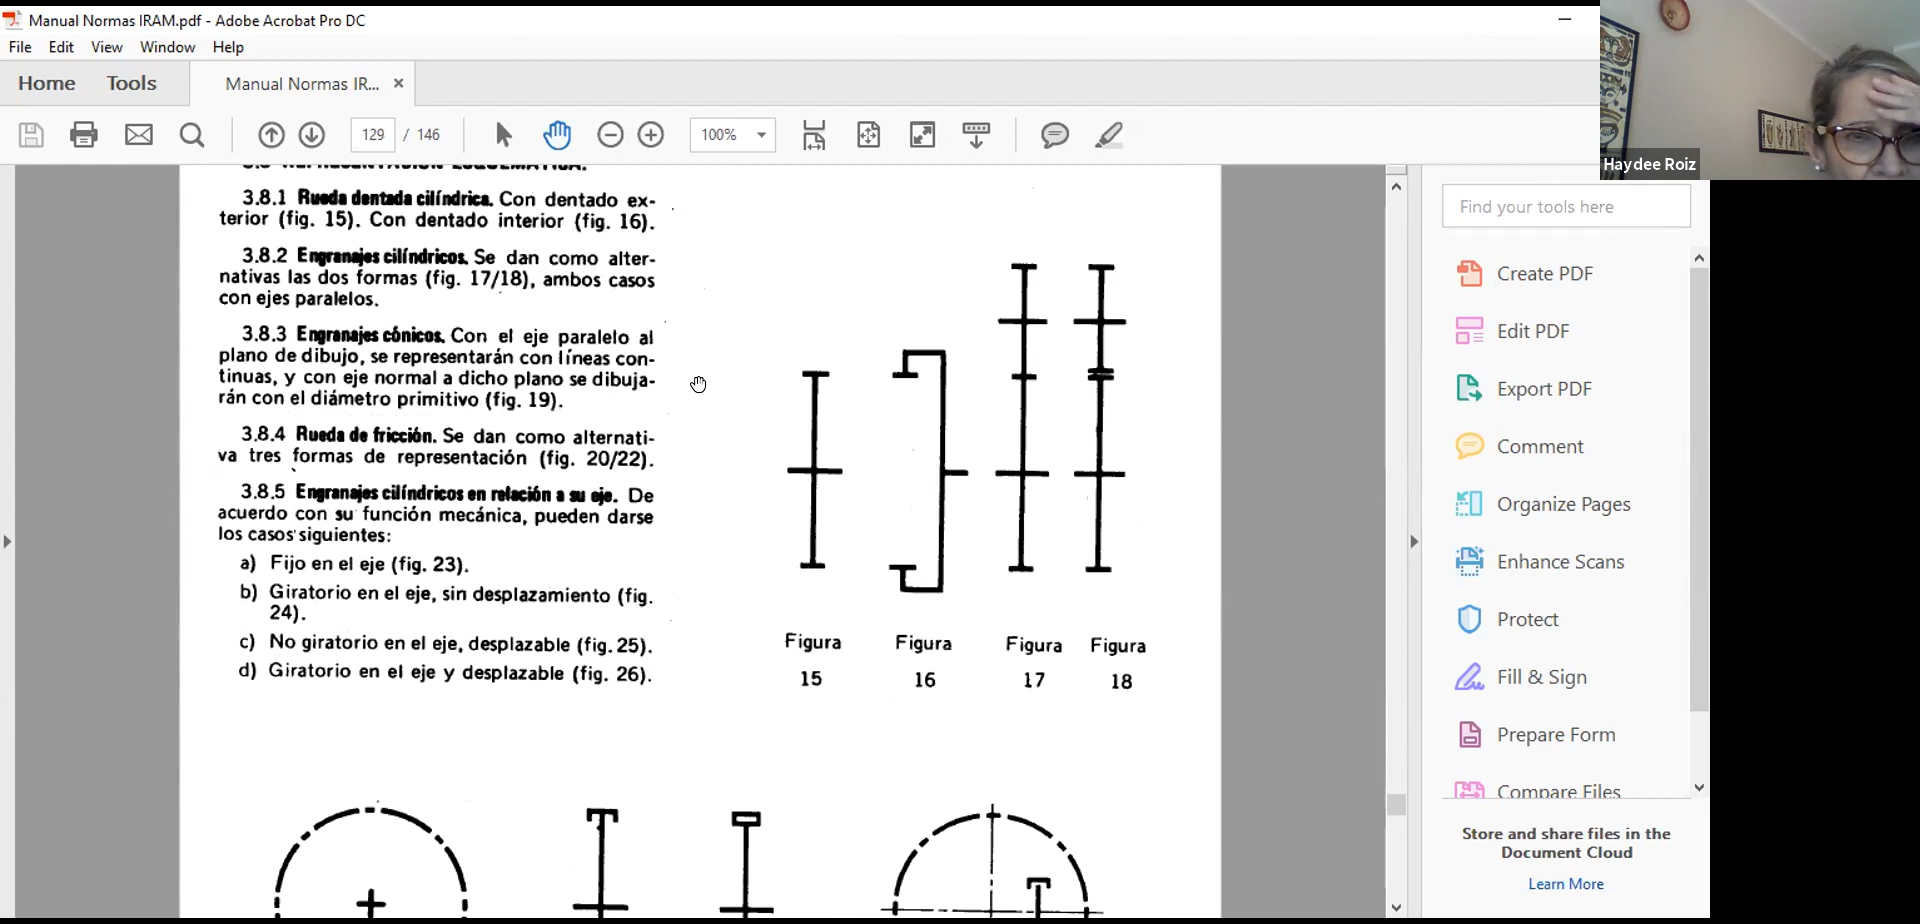 Manual Normas IRAM.pdf - Adobe Acrobat Pro DC
File Edit View Window Help
Home Tools Manual Normas IR...
129 / 146 100%
Haydee Roiz
3.8.1 Rueda dentada cilíndrica. Con dentado ex-
terior (fig. 15). Con dentado interior (fig. 16).
3.8.2 Engranajes cilíndricos. Se dan como alter-
nativas las dos formas (fig. 17/18), ambos casos
con ejes paralelos.
3.8.3 Engranajes cónicos. Con el eje paralelo al
plano de dibujo, se representarán con líneas con-
tinuas, y con eje normal a dicho plano se dibuja-
rán con el diámetro primitivo (fig. 19).
3.8.4 Rueda de fricción. Se dan como alternati-
va tres formas de representación (fig. 20/22).
3.8.5 Engranajes cilíndricos en relación a su eje. De
acuerdo con su función mecánica, pueden darse
los casos siguientes:
a) Fijo en el eje (fig. 23).
b) Giratorio en el eje, sin desplazamiento (fig.
24).
c) No giratorio en el eje, desplazable (fig. 25).
d) Giratorio en el eje y desplazable (fig. 26).
Figura Figura Figura Figura
15 16 17 18
Find your tools here
Create PDF
Edit PDF
Export PDF
Comment
Organize Pages
Enhance Scans
Protect
Fill & Sign
Prepare Form
Compare Files
Store and share files in the
Document Cloud
Learn More